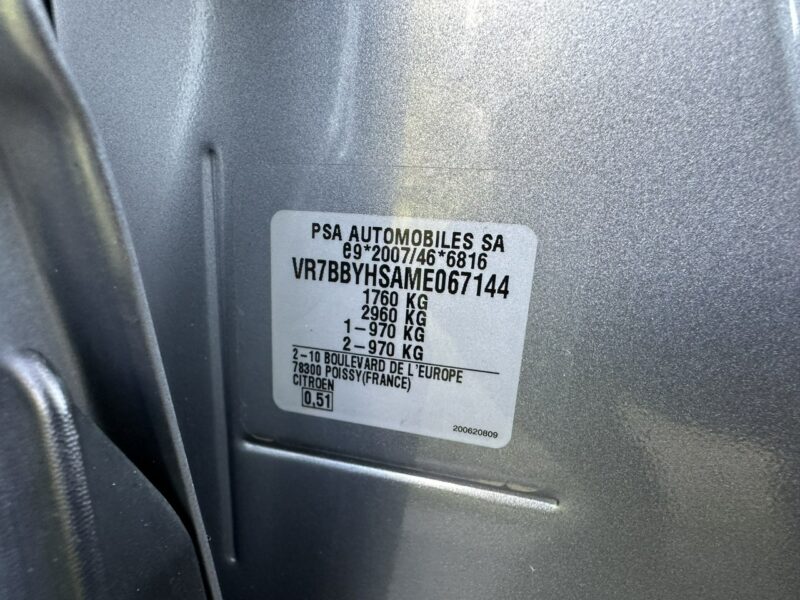 PSA AUTOMOBILES SA
e9*2007/46*6816
VR7BBYHSAME067144
1760 KG
2960 KG
1-970 KG
2-970 KG
2-10 BOULEVARD DE L'EUROPE
78300 POISSY(FRANCE)
CITROEN
0,51
200620809